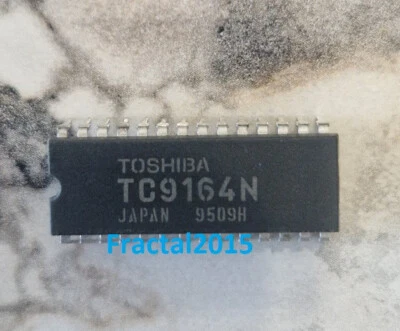 TOSHIBA
TC9164N
JAPAN 9509H
Fractal2015